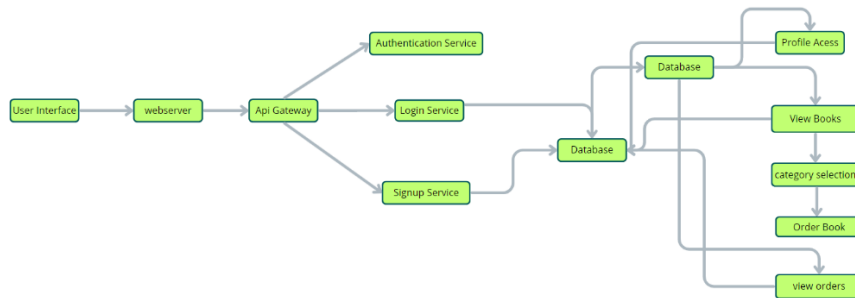 Authentication Service
Profile Acess
Database
User Interface
webserver
Api Gateway
Login Service
View Books
Database
category selection
Signup Service
Order Book
view orders